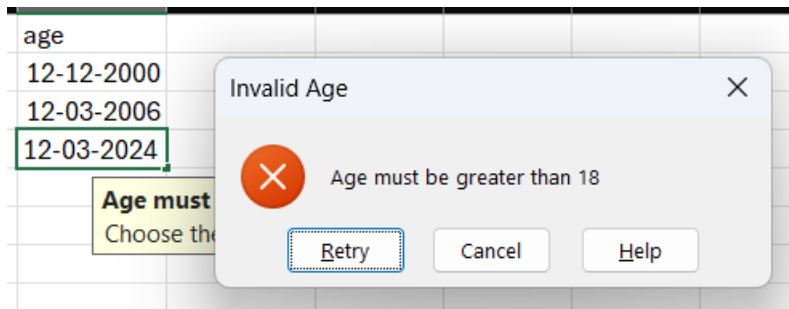 age
12-12-2000
12-03-2006
12-03-2024
Age must
Choose the
Invalid Age
Age must be greater than 18
Retry
Cancel
Help